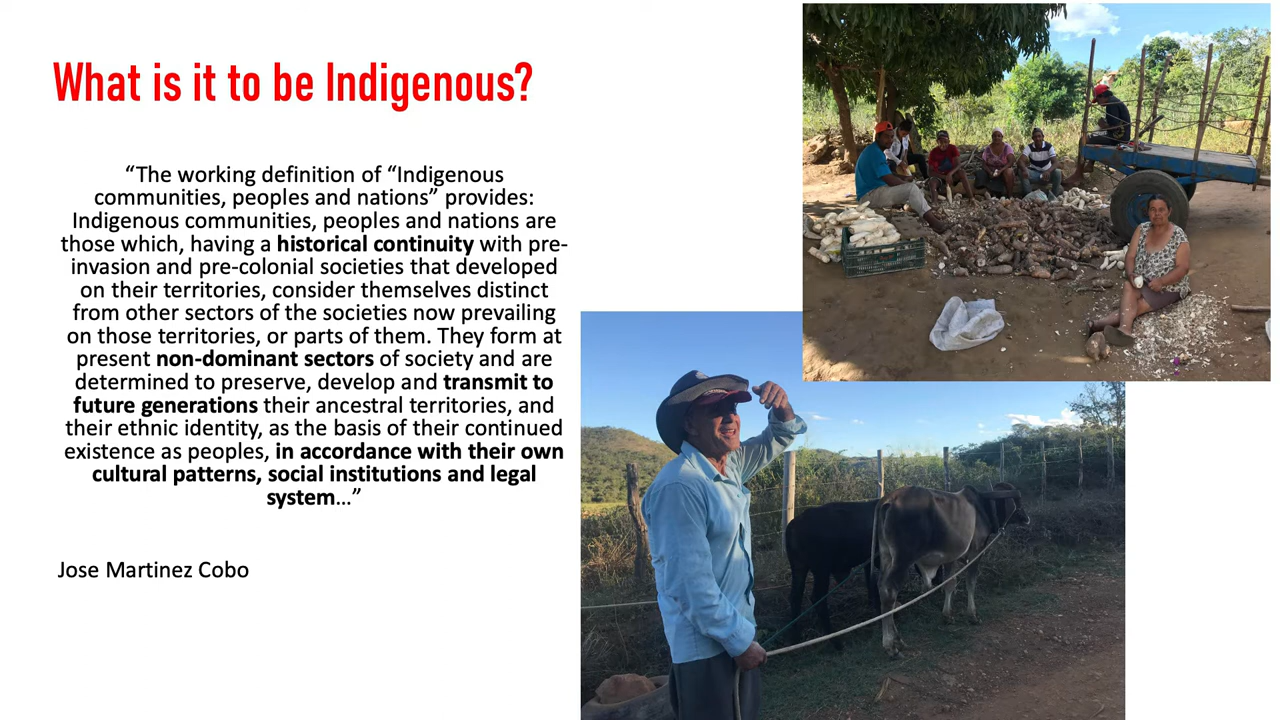 What is it to be Indigenous?
“The working definition of “Indigenous
communities, peoples and nations” provides:
Indigenous communities, peoples and nations are
those which, having a historical continuity with pre-
invasion and pre-colonial societies that developed
on their territories, consider themselves distinct
from other sectors of the societies now prevailing
on those territories, or parts of them. They form at
present non-dominant sectors of society and are
determined to preserve, develop and transmit to
future generations their ancestral territories, and
their ethnic identity, as the basis of their continued
existence as peoples, in accordance with their own
cultural patterns, social institutions and legal
system…”
Jose Martinez Cobo